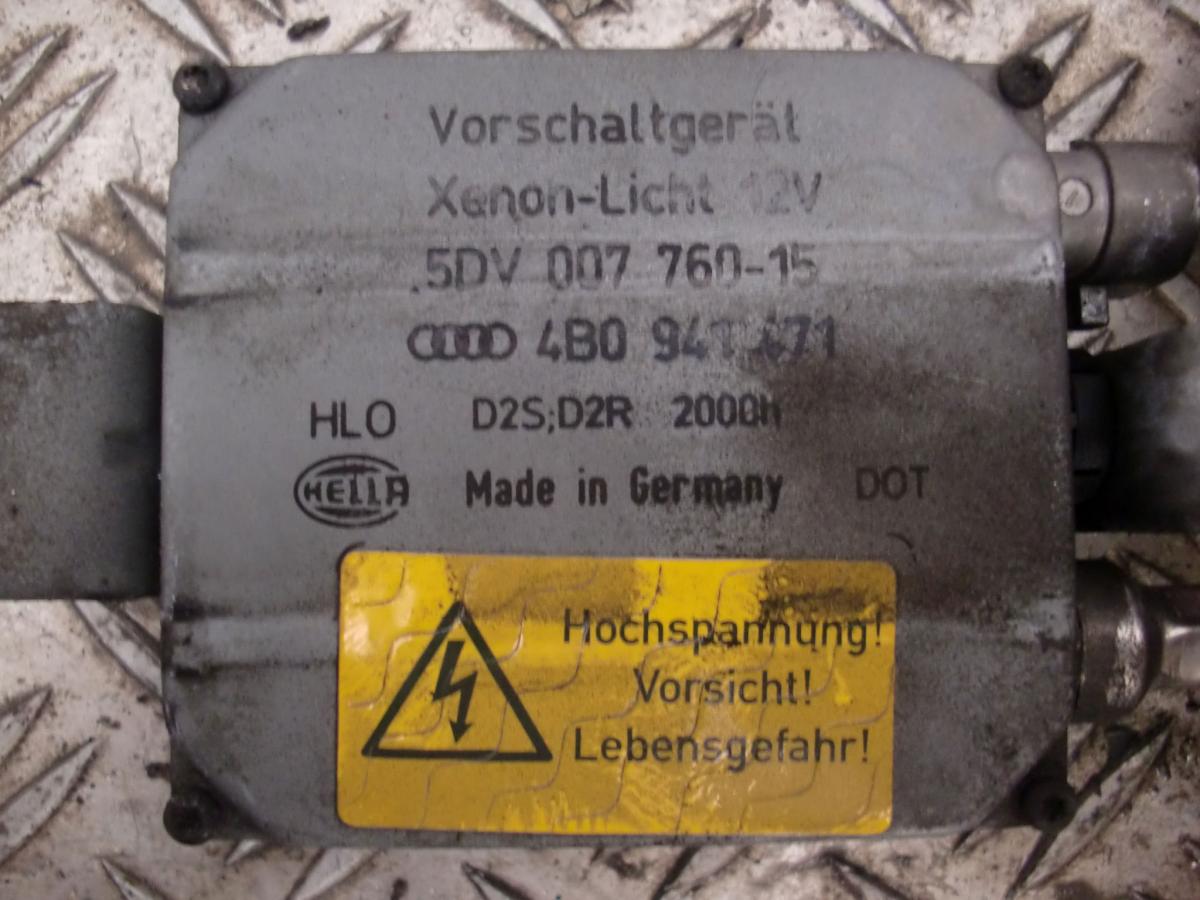 Vorschaltgerät
Xenon-Licht 12V
5DV 007 760-15
4B0 941 471
HLO D2S;D2R 2000H
HELLA Made in Germany DOT
Hochspannung!
Vorsicht!
Lebensgefahr!